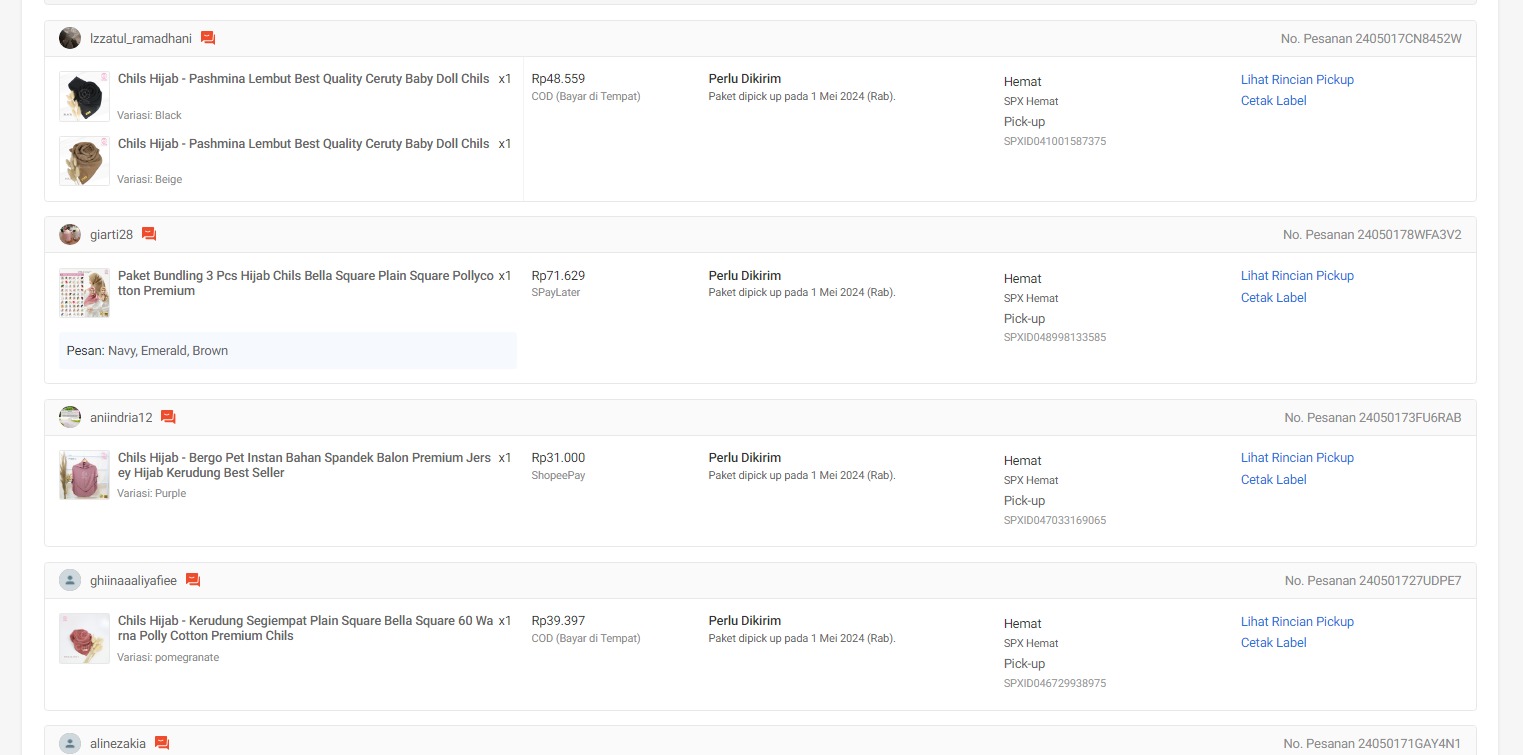 lzzatul_ramadhani
No. Pesanan 2405017CN8452W
Chils Hijab - Pashmina Lembut Best Quality Ceruty Baby Doll Chils x1
Variasi: Black
Chils Hijab - Pashmina Lembut Best Quality Ceruty Baby Doll Chils x1
Variasi: Beige
Rp48.559
COD (Bayar di Tempat)
Perlu Dikirim
Paket dipick up pada 1 Mei 2024 (Rab).
Hemat
SPX Hemat
Pick-up
SPXID041001587375
Lihat Rincian Pickup
Cetak Label
giarti28
No. Pesanan 24050178WFA3V2
Paket Bundling 3 Pcs Hijab Chils Bella Square Plain Square Pollyco x1
tton Premium
Pesan: Navy, Emerald, Brown
Rp71.629
SPayLater
Perlu Dikirim
Paket dipick up pada 1 Mei 2024 (Rab).
Hemat
SPX Hemat
Pick-up
SPXID048998133585
Lihat Rincian Pickup
Cetak Label
aniindria12
No. Pesanan 24050173FU6RAB
Chils Hijab - Bergo Pet Instan Bahan Spandek Balon Premium Jers x1
ey Hijab Kerudung Best Seller
Variasi: Purple
Rp31.000
ShopeePay
Perlu Dikirim
Paket dipick up pada 1 Mei 2024 (Rab).
Hemat
SPX Hemat
Pick-up
SPXID047033169065
Lihat Rincian Pickup
Cetak Label
ghiinaaaliyafiee
No. Pesanan 240501727UDPE7
Chils Hijab - Kerudung Segiempat Plain Square Bella Square 60 Wa x1
rna Polly Cotton Premium Chils
Variasi: pomegranate
Rp39.397
COD (Bayar di Tempat)
Perlu Dikirim
Paket dipick up pada 1 Mei 2024 (Rab).
Hemat
SPX Hemat
Pick-up
SPXID046729938975
Lihat Rincian Pickup
Cetak Label
alinezakia
No. Pesanan 24050171GAY4N1